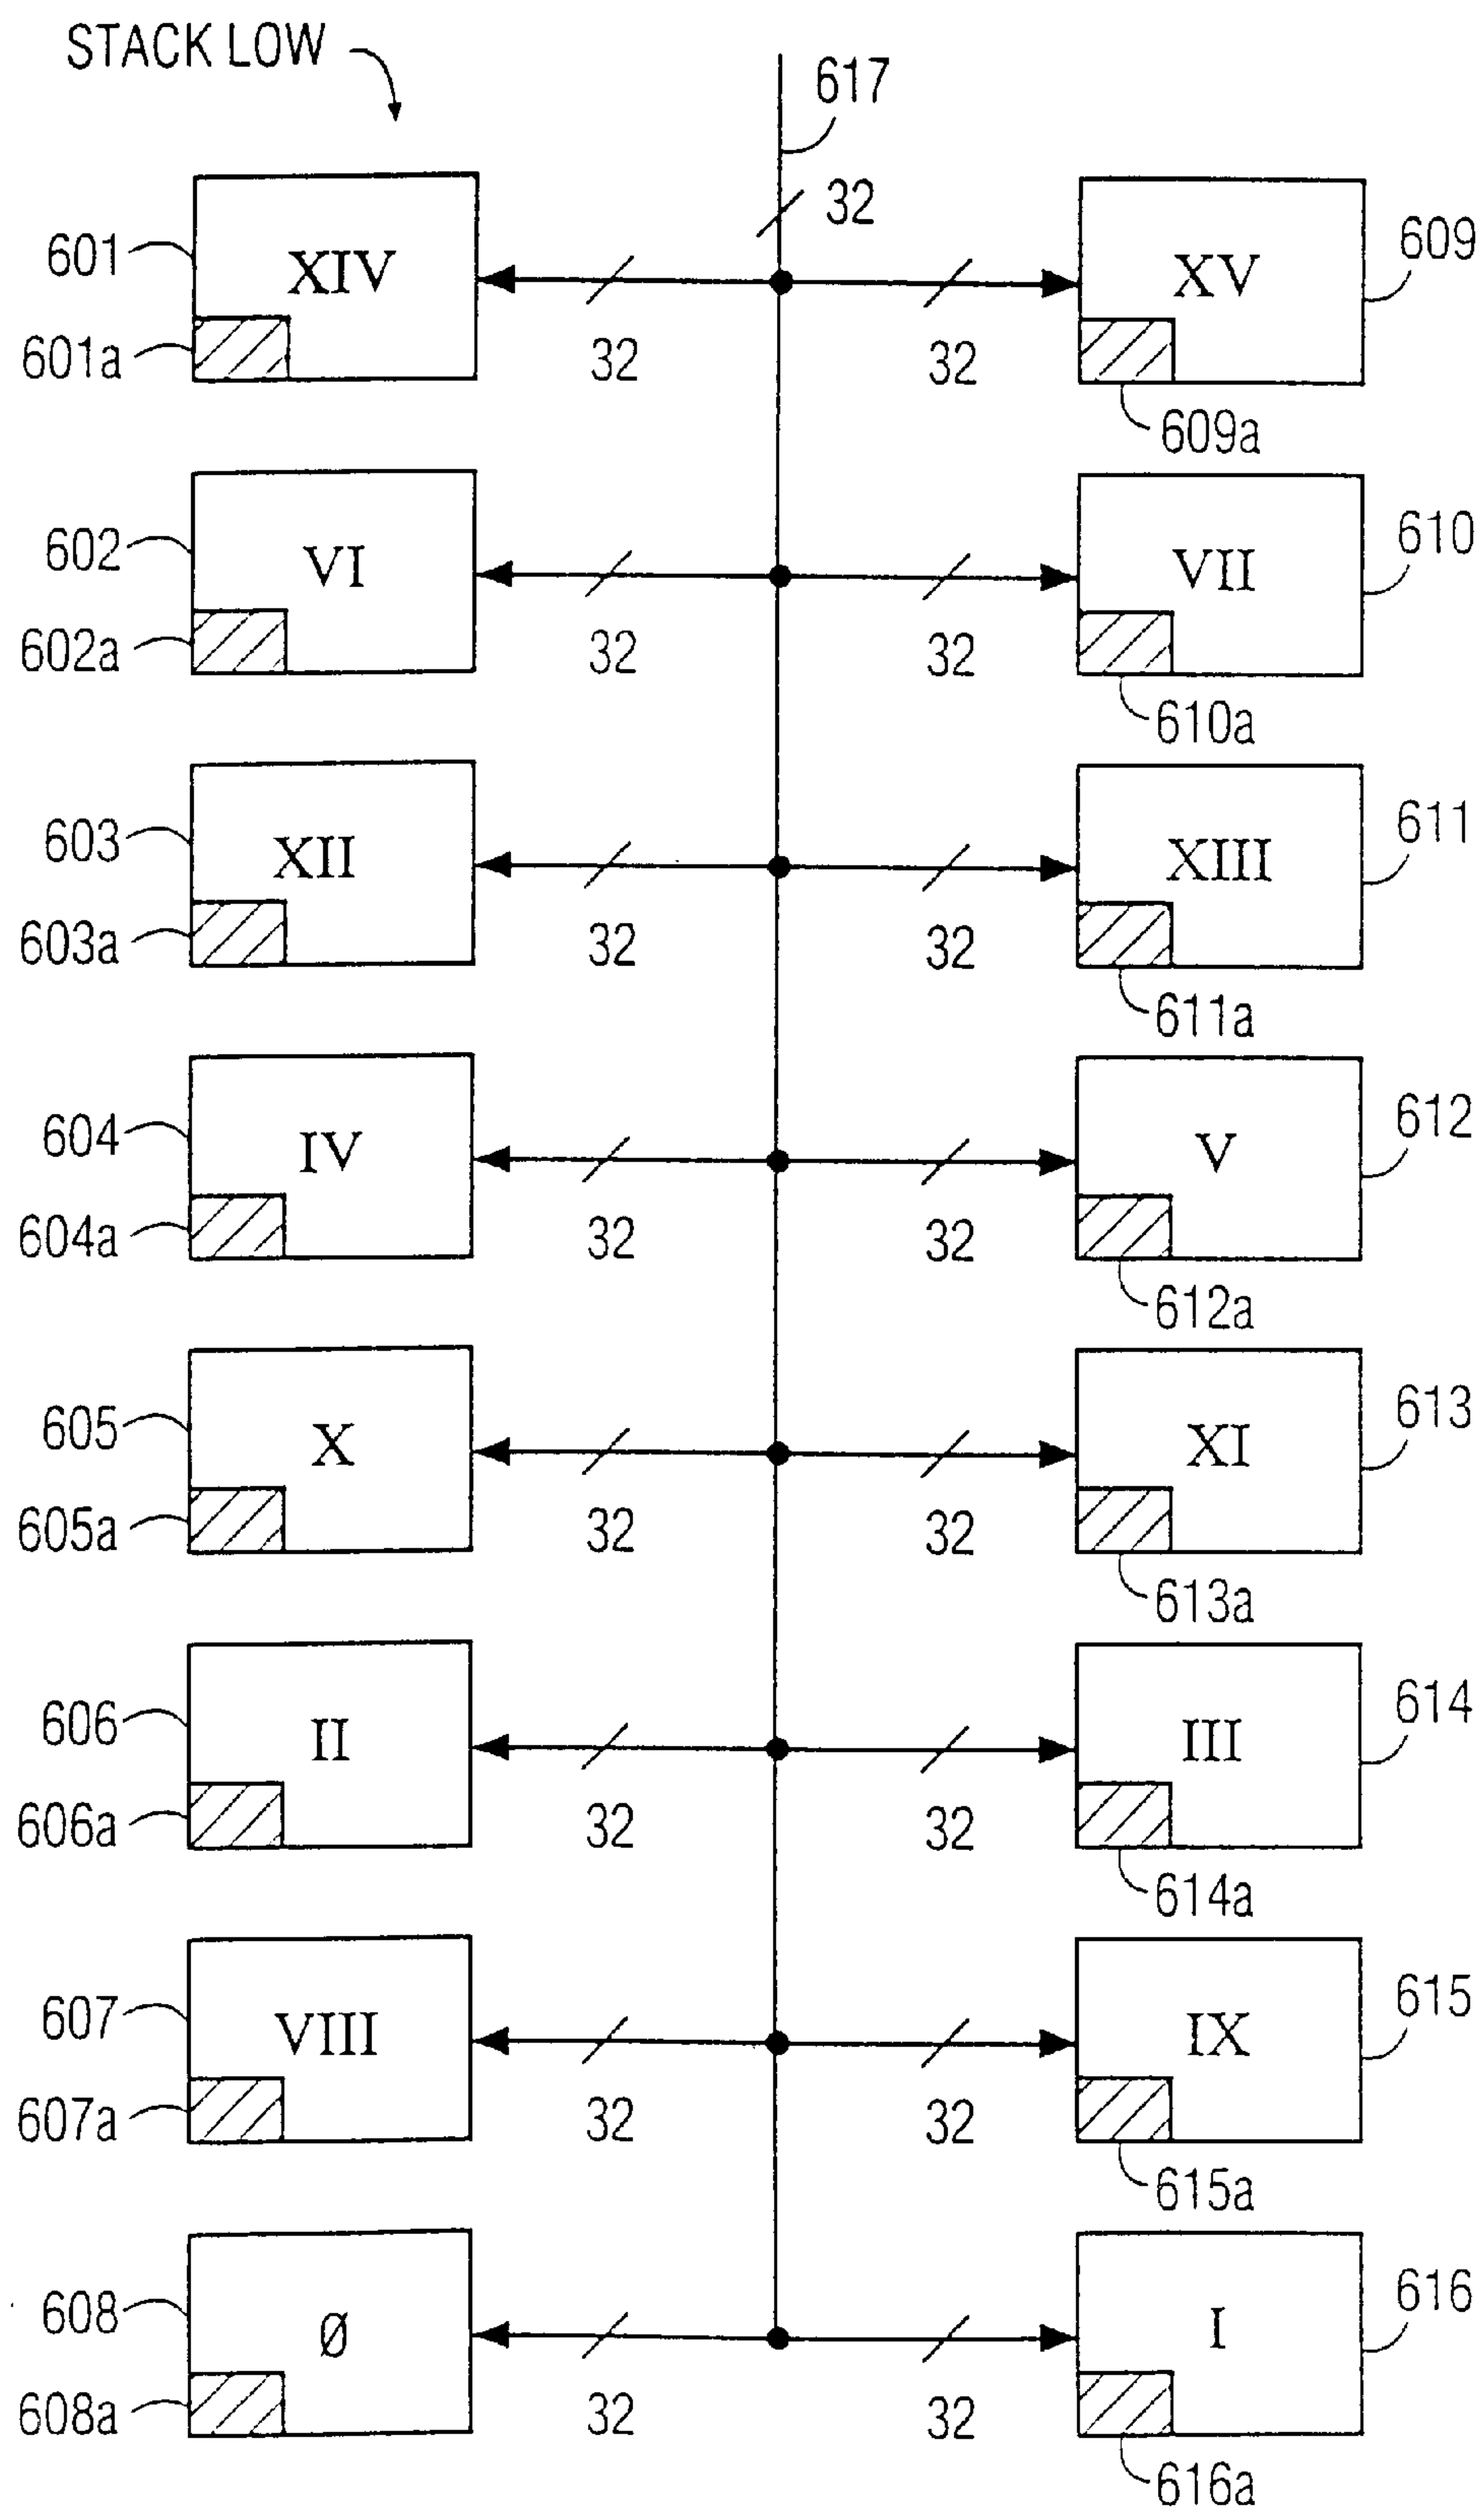 STACK LOW
617
32
601
XIV
XV
609
601a
32
32
609a
602
VI
VII
610
602a
32
32
610a
603
XII
XIII
611
603a
32
32
611a
604
IV
V
612
604a
32
32
612a
605
X
XI
613
605a
32
32
613a
606
II
III
614
606a
32
32
614a
607
VIII
IX
615
607a
32
32
615a
608
Ø
I
616
608a
32
32
616a